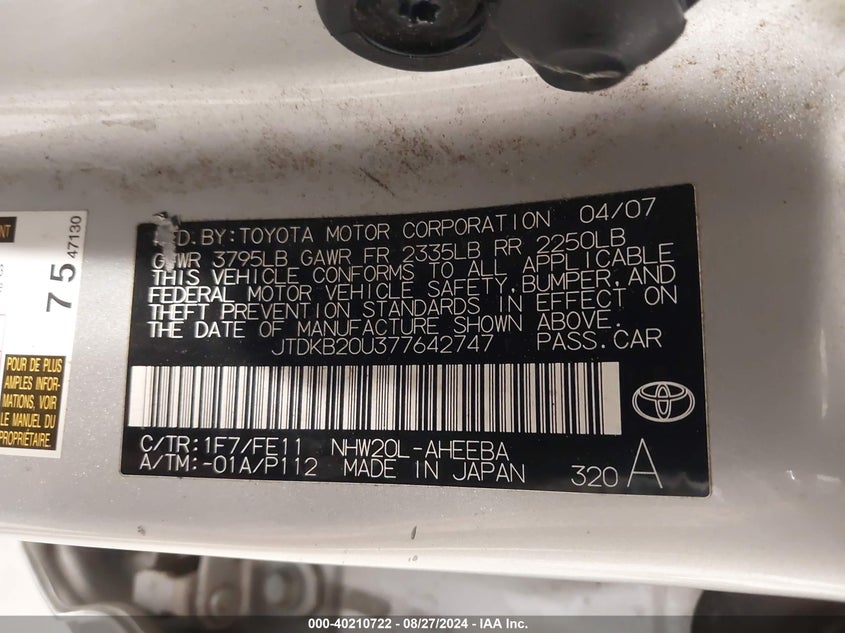 MFD. BY: TOYOTA MOTOR CORPORATION 04/07
GVWR 3795LB GAWR FR 2335LB RR 2250LB
THIS VEHICLE CONFORMS TO ALL APPLICABLE
FEDERAL MOTOR VEHICLE SAFETY, BUMPER, AND
THEFT PREVENTION STANDARDS IN EFFECT ON
THE DATE OF MANUFACTURE SHOWN ABOVE.
JTDKB20U377642747 PASS.CAR
C/TR:1F7/FE11 NHW20L-AHEEBA
A/TM:-01A/P112 MADE IN JAPAN 320 A
75 47130
POUR DE PLUS
AMPLES INFOR-
MATIONS, VOIR
LE MANUEL DU
PROPRIÉTAIRE
000-40210722 - 08/27/2024 - IAA Inc.